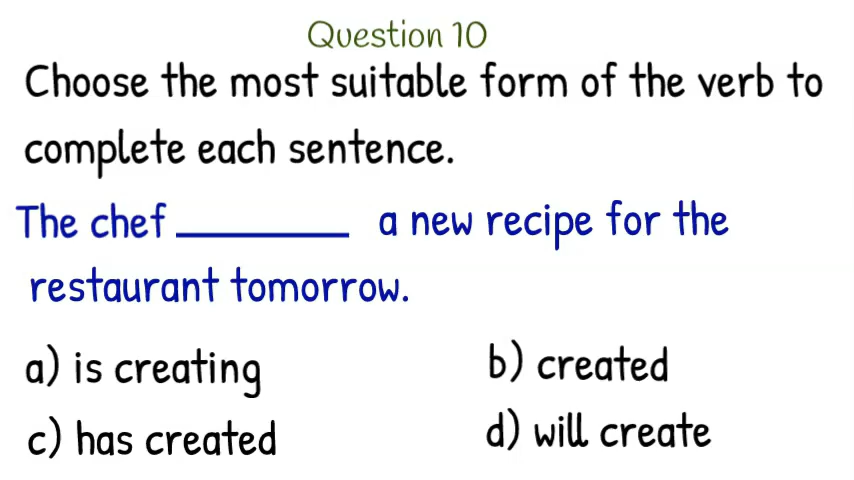 Question 10
Choose the most suitable form of the verb to
complete each sentence.
The chef ________ a new recipe for the
restaurant tomorrow.
a) is creating b) created
c) has created d) will create